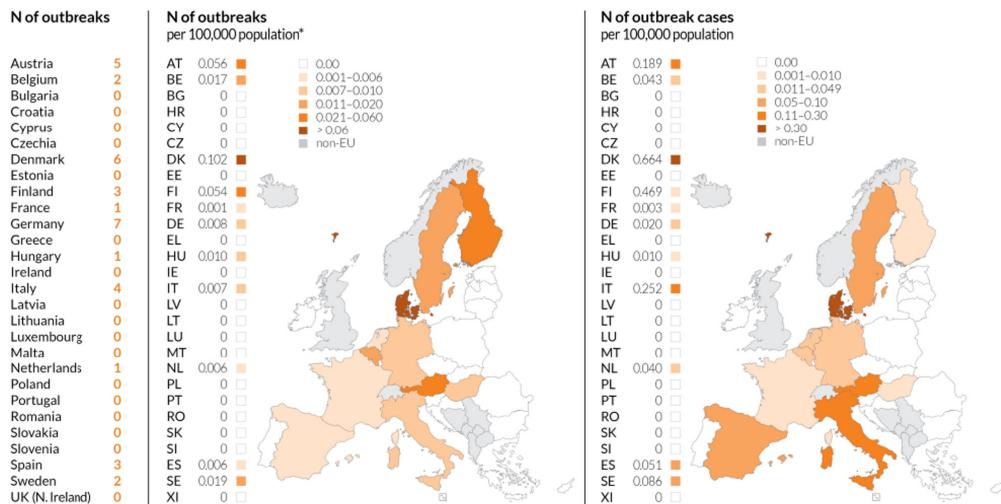 N of outbreaks
Austria 5
Belgium 2
Bulgaria 0
Croatia 0
Cyprus 0
Czechia 0
Denmark 6
Estonia 0
Finland 3
France 1
Germany 7
Greece 0
Hungary 1
Ireland 0
Italy 4
Latvia 0
Lithuania 0
Luxembourg 0
Malta 0
Netherlands 1
Poland 0
Portugal 0
Romania 0
Slovakia 0
Slovenia 0
Spain 3
Sweden 2
UK (N. Ireland) 0
N of outbreaks
per 100,000 population*
AT 0.056
BE 0.017
BG 0
HR 0
CY 0
CZ 0
DK 0.102
EE 0
FI 0.054
FR 0.001
DE 0.008
EL 0
HU 0.010
IE 0
IT 0.007
LV 0
LT 0
LU 0
MT 0
NL 0.006
PL 0
PT 0
RO 0
SK 0
SI 0
ES 0.006
SE 0.019
XI 0
0.00
0.001–0.006
0.007–0.010
0.011–0.020
0.021–0.060
> 0.06
non-EU
N of outbreak cases
per 100,000 population
AT 0.189
BE 0.043
BG 0
HR 0
CY 0
CZ 0
DK 0.664
EE 0
FI 0.469
FR 0.003
DE 0.020
EL 0
HU 0.010
IE 0
IT 0.252
LV 0
LT 0
LU 0
MT 0
NL 0.040
PL 0
PT 0
RO 0
SK 0
SI 0
ES 0.051
SE 0.086
XI 0
0.00
0.001–0.010
0.011–0.049
0.05–0.10
0.11–0.30
> 0.30
non-EU